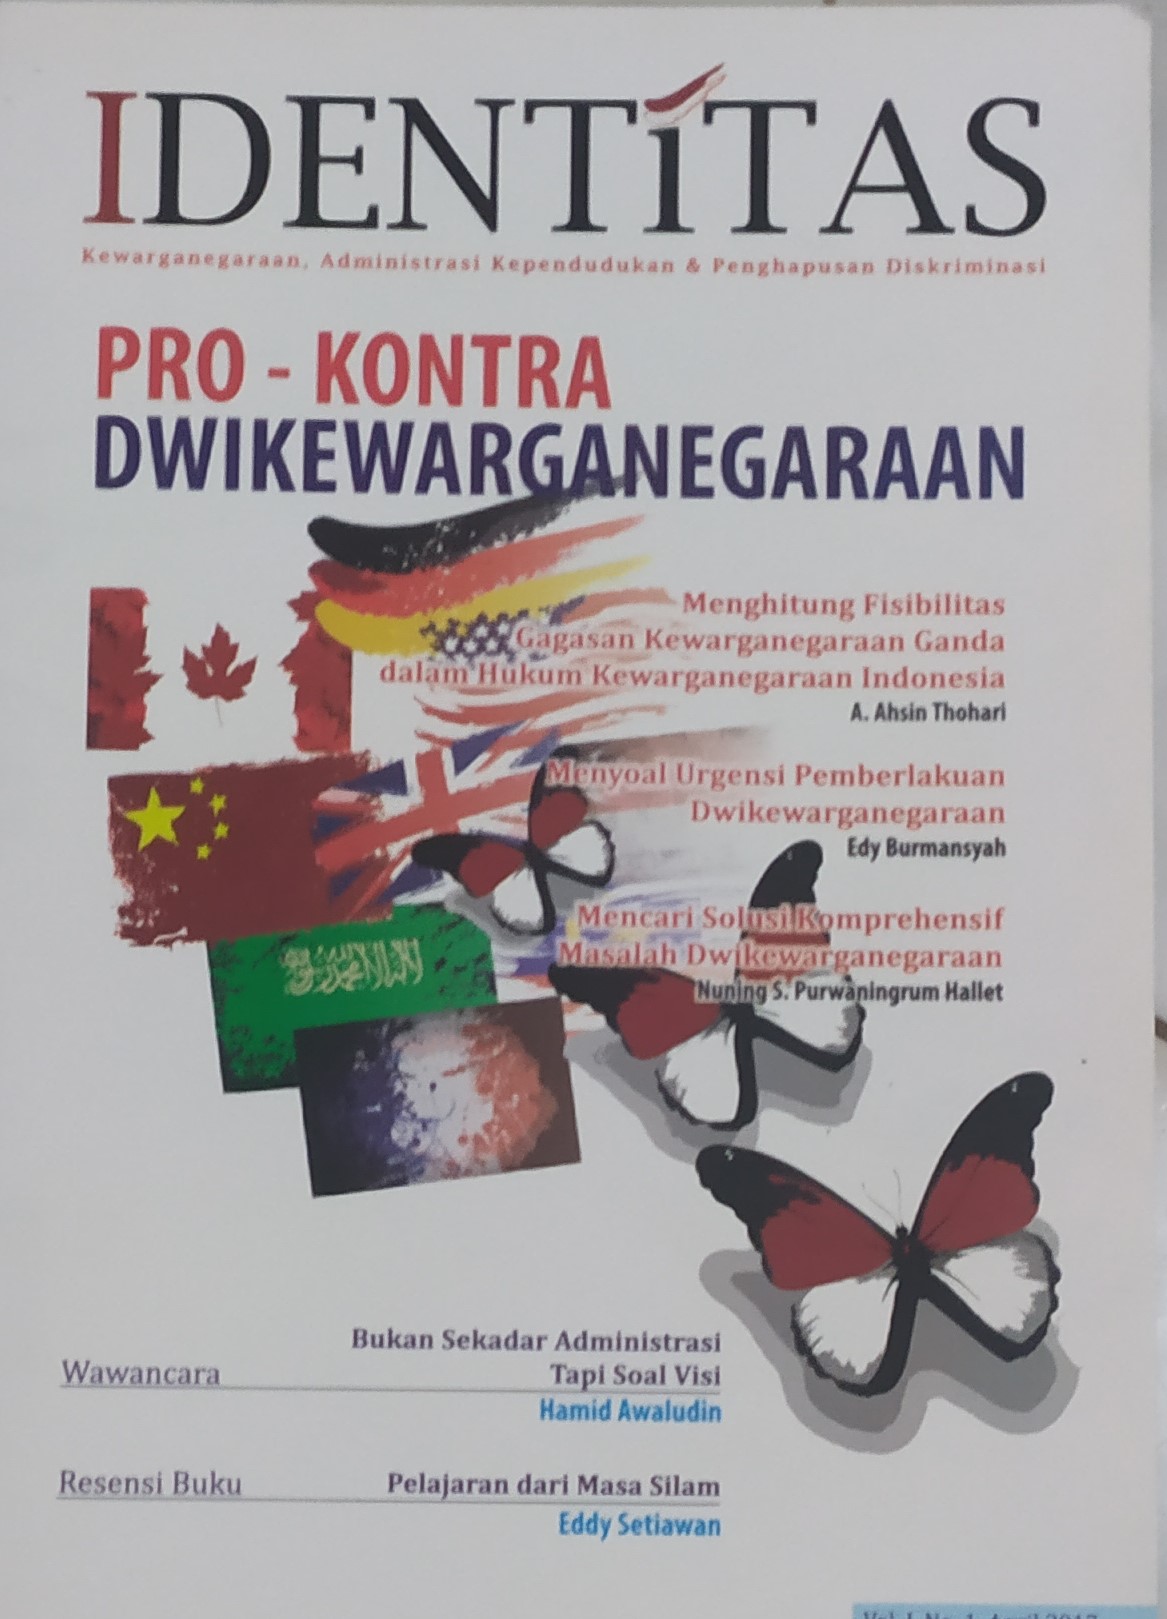 IDENTITAS
Kewarganegaraan, Administrasi Kependudukan & Penghapusan Diskriminasi
PRO - KONTRA
DWIKEWARGANEGARAAN
Menghitung Fisibilitas
Gagasan Kewarganegaraan Ganda
dalam Hukum Kewarganegaraan Indonesia
A. Ahsin Thohari
Menyoal Urgensi Pemberlakuan
Dwikewarganegaraan
Edy Burmansyah
Mencari Solusi Komprehensif
Masalah Dwikewarganegaraan
Nuning S. Purwaningrum Hallet
Bukan Sekadar Administrasi
Wawancara Tapi Soal Visi
Hamid Awaludin
Resensi Buku Pelajaran dari Masa Silam
Eddy Setiawan